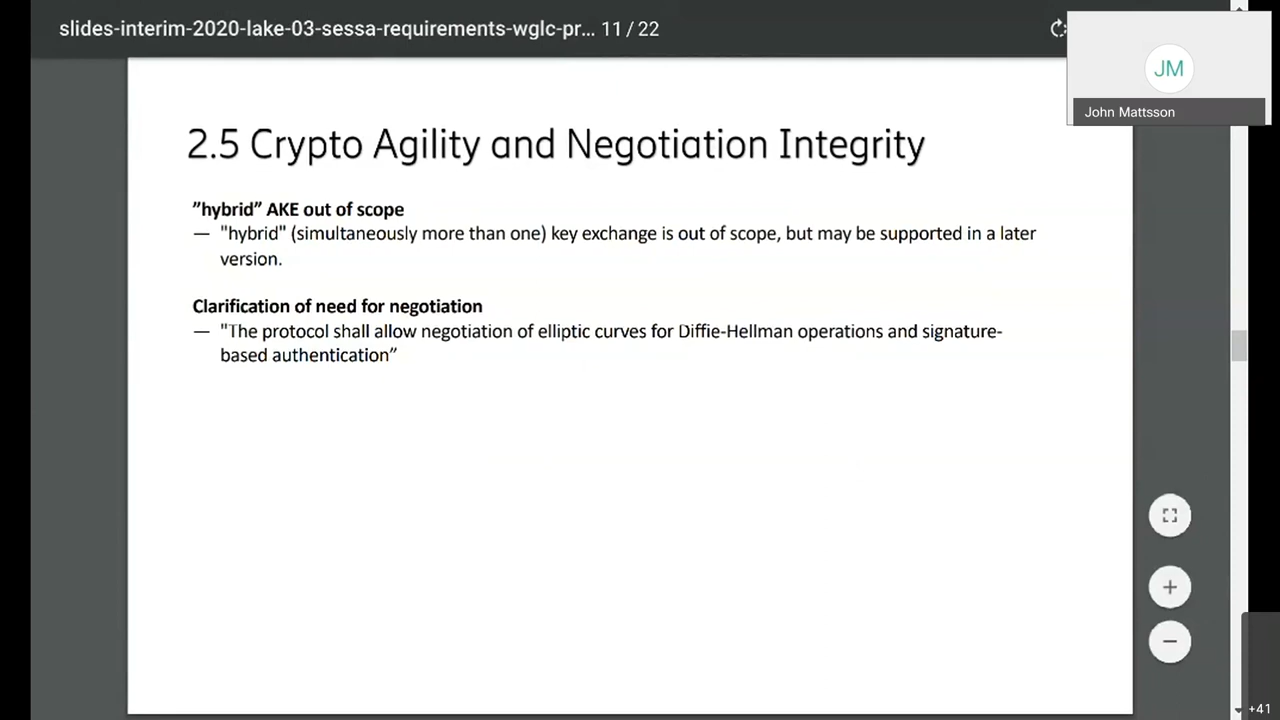 slides-interim-2020-lake-03-sessa-requirements-wglc-pr... 11 / 22
JM
John Mattsson
2.5 Crypto Agility and Negotiation Integrity
”hybrid” AKE out of scope
— "hybrid" (simultaneously more than one) key exchange is out of scope, but may be supported in a later
version.
Clarification of need for negotiation
— "The protocol shall allow negotiation of elliptic curves for Diffie-Hellman operations and signature-
based authentication”
+41